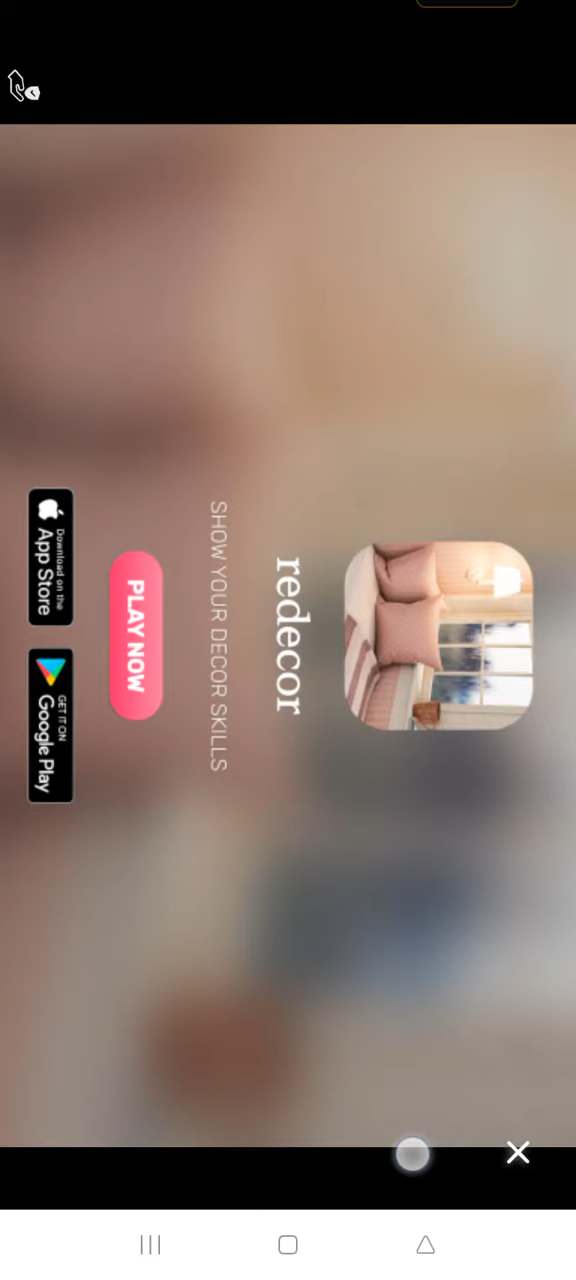 redecor
SHOW YOUR DECOR SKILLS
PLAY NOW
Download on the
App Store
GET IT ON
Google Play